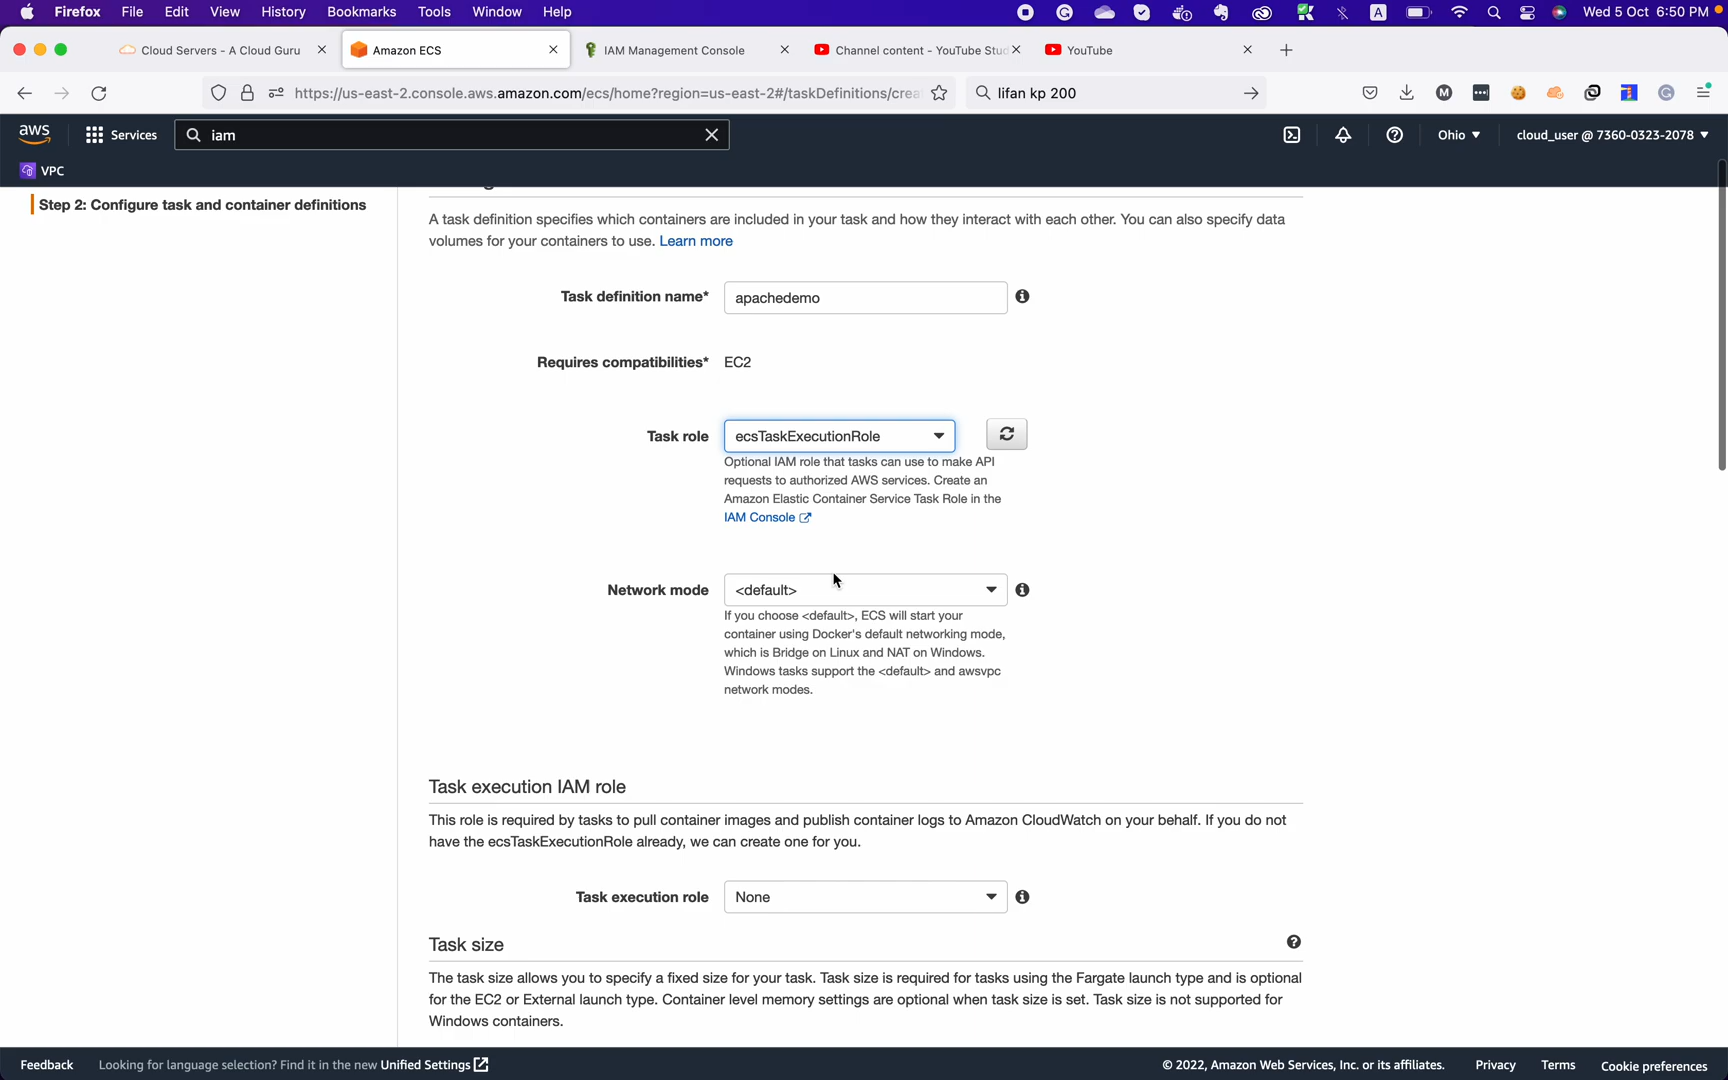 Firefox File Edit View History Bookmarks Tools Window Help A Wed 5 Oct 6:50 PM
Cloud Servers - A Cloud Guru Amazon ECS IAM Management Console Channel content - YouTube Stud YouTube
https://us-east-2.console.aws.amazon.com/ecs/home?region=us-east-2#/taskDefinitions/crea lifan kp 200
aws Services iam Ohio cloud_user @ 7360-0323-2078
VPC
Step 2: Configure task and container definitions
A task definition specifies which containers are included in your task and how they interact with each other. You can also specify data
volumes for your containers to use. Learn more
Task definition name* apachedemo
Requires compatibilities* EC2
Task role ecsTaskExecutionRole
Optional IAM role that tasks can use to make API
requests to authorized AWS services. Create an
Amazon Elastic Container Service Task Role in the
IAM Console
Network mode <default>
If you choose <default>, ECS will start your
container using Docker's default networking mode,
which is Bridge on Linux and NAT on Windows.
Windows tasks support the <default> and awsvpc
network modes.
Task execution IAM role
This role is required by tasks to pull container images and publish container logs to Amazon CloudWatch on your behalf. If you do not
have the ecsTaskExecutionRole already, we can create one for you.
Task execution role None
Task size
The task size allows you to specify a fixed size for your task. Task size is required for tasks using the Fargate launch type and is optional
for the EC2 or External launch type. Container level memory settings are optional when task size is set. Task size is not supported for
Windows containers.
Feedback Looking for language selection? Find it in the new Unified Settings © 2022, Amazon Web Services, Inc. or its affiliates. Privacy Terms Cookie preferences